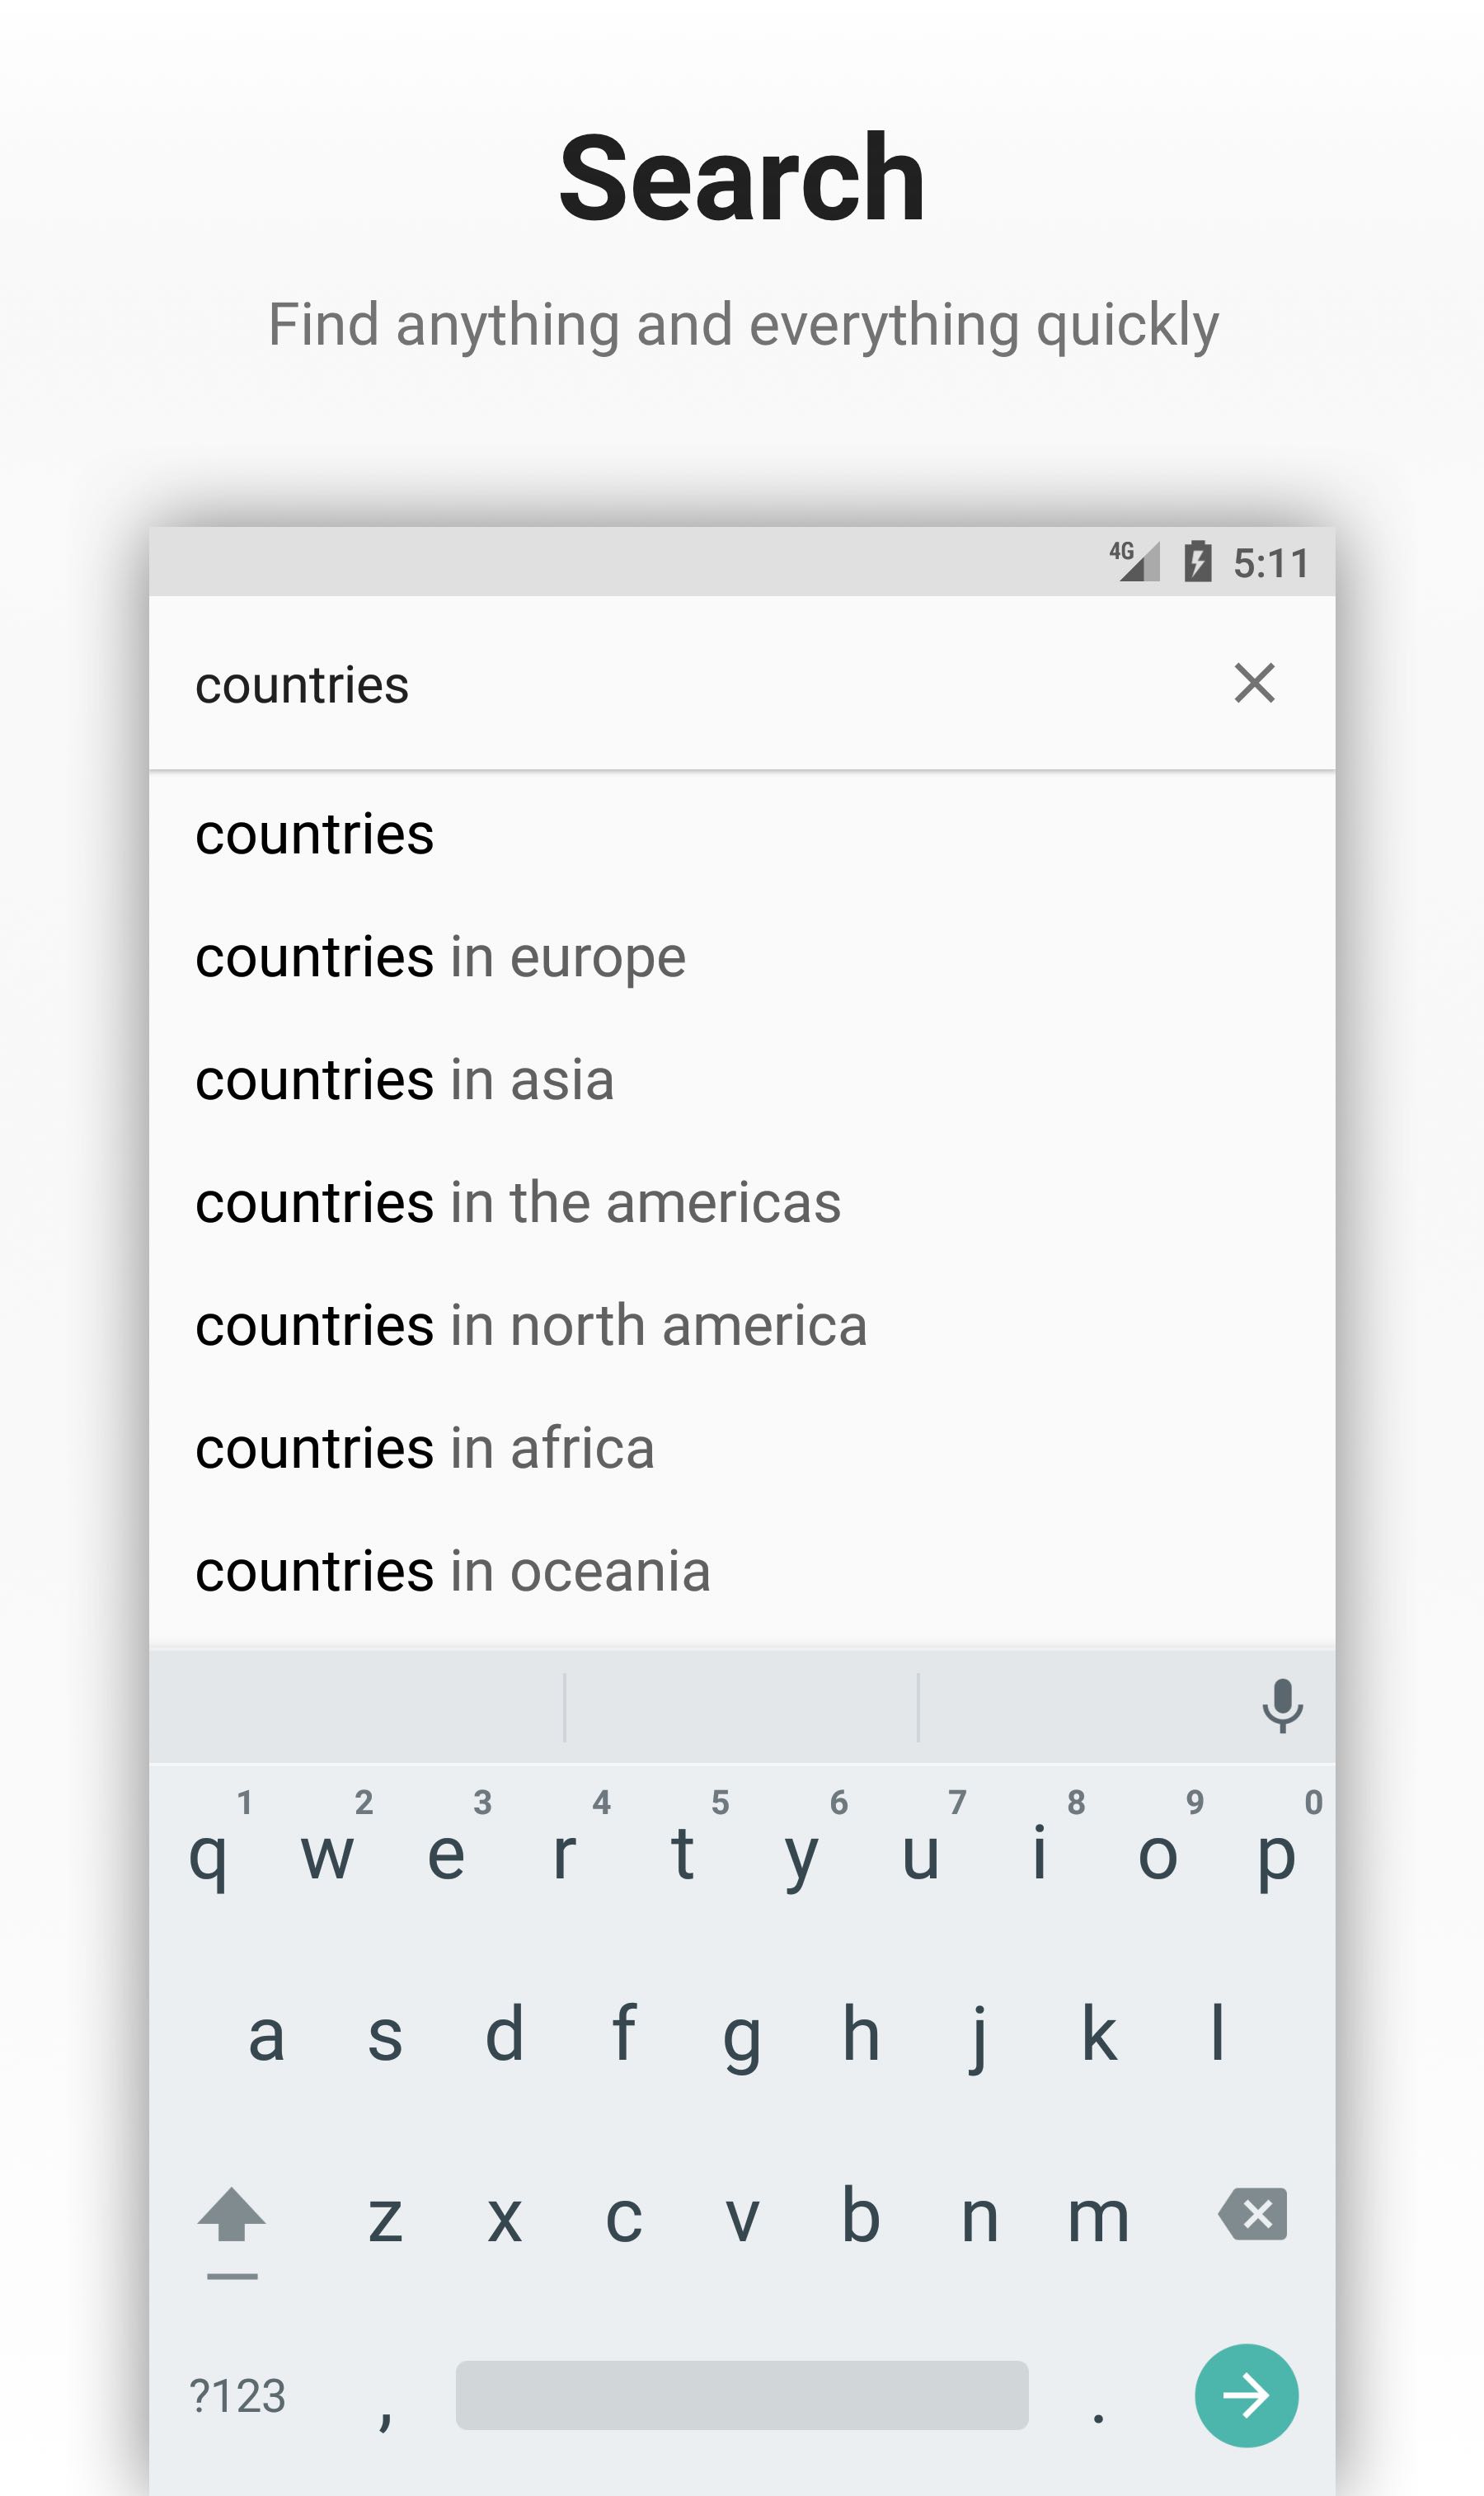 Search
Find anything and everything quickly
4G 5:11
countries
countries
countries in europe
countries in asia
countries in the americas
countries in north america
countries in africa
countries in oceania
1 2 3 4 5 6 7 8 9 0
q w e r t y u i o p
a s d f g h j k l
z x c v b n m
?123 , .